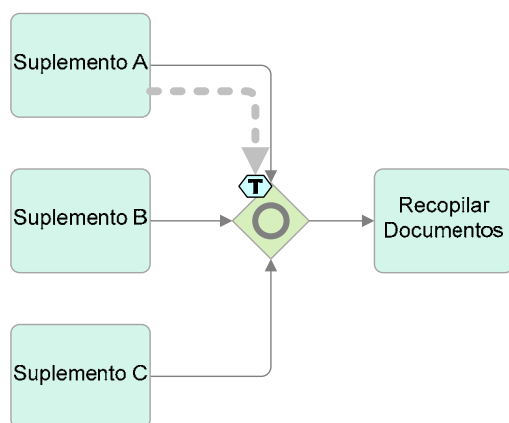 Suplemento A
T
Suplemento B
Recopilar
Documentos
Suplemento C